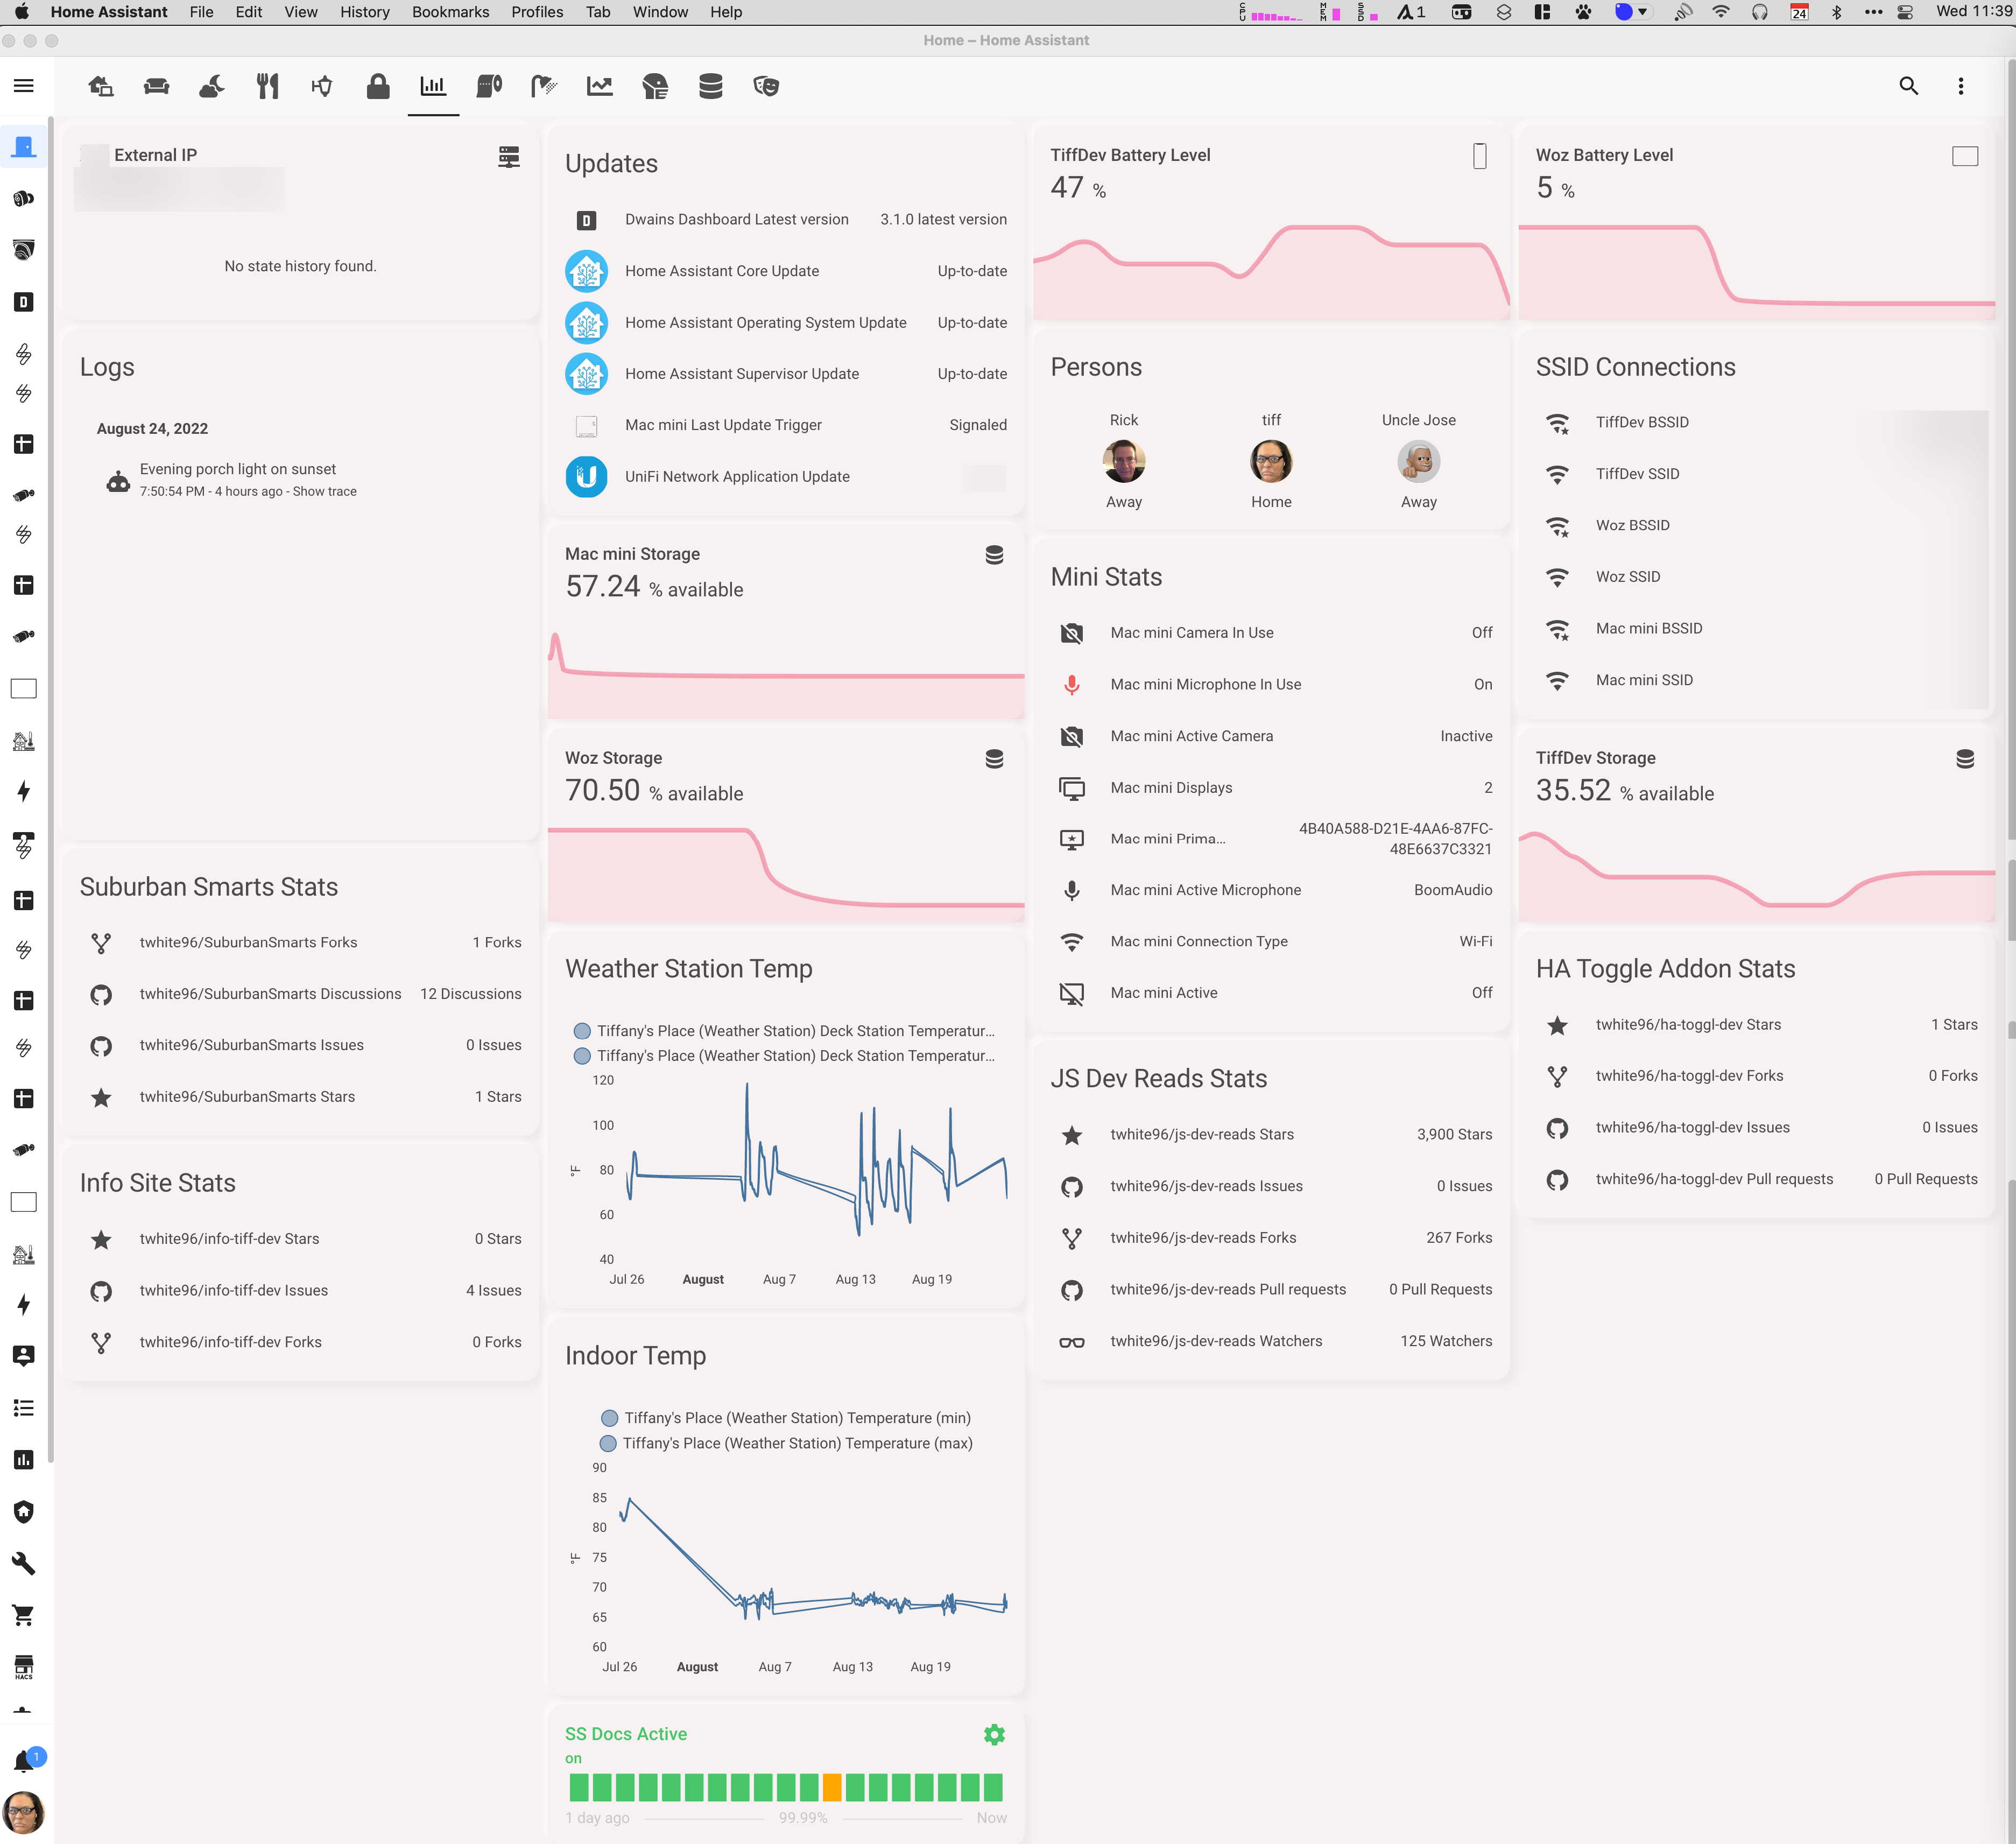 Home Assistant File Edit View History Bookmarks Profiles Tab Window Help
CPU MEM SSD 1 24 Wed 11:39
Home – Home Assistant
External IP
No state history found.
Logs
August 24, 2022
Evening porch light on sunset
7:50:54 PM - 4 hours ago - Show trace
Suburban Smarts Stats
twhite96/SuburbanSmarts Forks 1 Forks
twhite96/SuburbanSmarts Discussions 12 Discussions
twhite96/SuburbanSmarts Issues 0 Issues
twhite96/SuburbanSmarts Stars 1 Stars
Info Site Stats
twhite96/info-tiff-dev Stars 0 Stars
twhite96/info-tiff-dev Issues 4 Issues
twhite96/info-tiff-dev Forks 0 Forks
Updates
D Dwains Dashboard Latest version 3.1.0 latest version
Home Assistant Core Update Up-to-date
Home Assistant Operating System Update Up-to-date
Home Assistant Supervisor Update Up-to-date
Mac mini Last Update Trigger Signaled
UniFi Network Application Update
Mac mini Storage
57.24 % available
Woz Storage
70.50 % available
Weather Station Temp
Tiffany's Place (Weather Station) Deck Station Temperatur...
Tiffany's Place (Weather Station) Deck Station Temperatur...
120
100
80
60
40
°F
Jul 26 August Aug 7 Aug 13 Aug 19
Indoor Temp
Tiffany's Place (Weather Station) Temperature (min)
Tiffany's Place (Weather Station) Temperature (max)
90
85
80
75
70
65
60
°F
Jul 26 August Aug 7 Aug 13 Aug 19
SS Docs Active
on
1 day ago 99.99% Now
TiffDev Battery Level
47 %
Persons
Rick tiff Uncle Jose
Away Home Away
Mini Stats
Mac mini Camera In Use Off
Mac mini Microphone In Use On
Mac mini Active Camera Inactive
Mac mini Displays 2
Mac mini Prima... 4B40A588-D21E-4AA6-87FC-
48E6637C3321
Mac mini Active Microphone BoomAudio
Mac mini Connection Type Wi-Fi
Mac mini Active Off
JS Dev Reads Stats
twhite96/js-dev-reads Stars 3,900 Stars
twhite96/js-dev-reads Issues 0 Issues
twhite96/js-dev-reads Forks 267 Forks
twhite96/js-dev-reads Pull requests 0 Pull Requests
twhite96/js-dev-reads Watchers 125 Watchers
Woz Battery Level
5 %
SSID Connections
TiffDev BSSID
TiffDev SSID
Woz BSSID
Woz SSID
Mac mini BSSID
Mac mini SSID
TiffDev Storage
35.52 % available
HA Toggle Addon Stats
twhite96/ha-toggl-dev Stars 1 Stars
twhite96/ha-toggl-dev Forks 0 Forks
twhite96/ha-toggl-dev Issues 0 Issues
twhite96/ha-toggl-dev Pull requests 0 Pull Requests
D
HACS
1